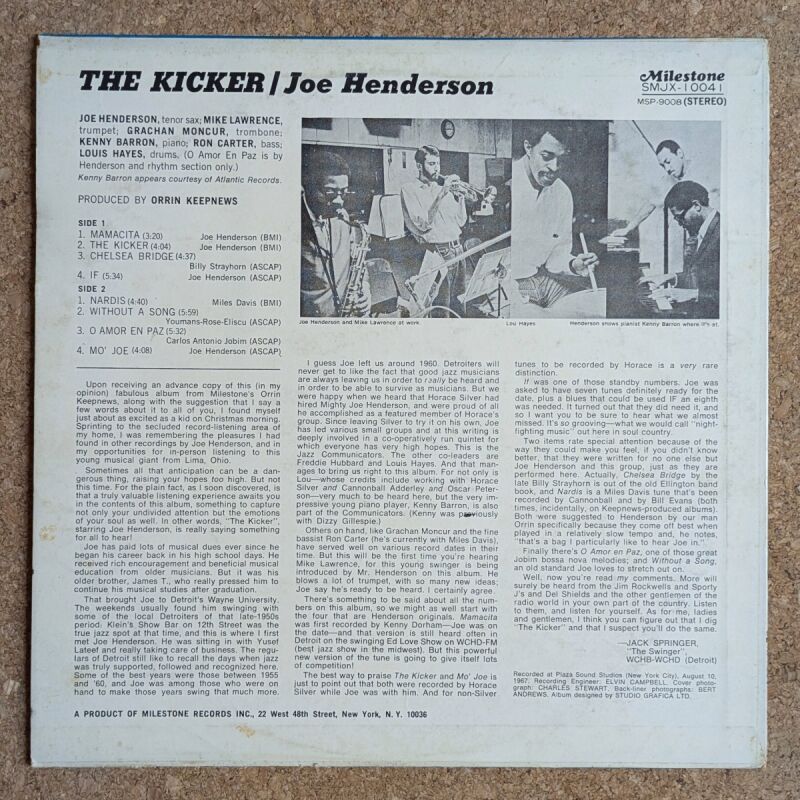 THE KICKER / Joe Henderson
Milestone
SMJX-10041
MSP-9008 (STEREO)
JOE HENDERSON, tenor sax; MIKE LAWRENCE,
trumpet; GRACHAN MONCUR, trombone;
KENNY BARRON, piano; RON CARTER, bass;
LOUIS HAYES, drums. (O Amor En Paz is by
Henderson and rhythm section only.)
Kenny Barron appears courtesy of Atlantic Records.
PRODUCED BY ORRIN KEEPNEWS
SIDE 1
1. MAMACITA (3:20) Joe Henderson (BMI)
2. THE KICKER (4:04) Joe Henderson (BMI)
3. CHELSEA BRIDGE (4:37)
Billy Strayhorn (ASCAP)
4. IF (5:34) Joe Henderson (ASCAP)
SIDE 2
1. NARDIS (4:40) Miles Davis (BMI)
2. WITHOUT A SONG (5:59)
Youmans-Rose-Eliscu (ASCAP)
3. O AMOR EN PAZ (5:32)
Carlos Antonio Jobim (ASCAP)
4. MO' JOE (4:08) Joe Henderson (ASCAP)
Joe Henderson and Mike Lawrence at work.
Lou Hayes.
Henderson shows pianist Kenny Barron where it's at.
Upon receiving an advance copy of this (in my
opinion) fabulous album from Milestone's Orrin
Keepnews, along with the suggestion that I say a
few words about it to all of you, I found myself
just about as excited as a kid on Christmas morning.
Sprinting to the secluded record-listening area of
my home, I was remembering the pleasures I had
found in other recordings by Joe Henderson, and in
my opportunities for in-person listening to this
young musical giant from Lima, Ohio.
Sometimes all that anticipation can be a dan-
gerous thing, raising your hopes too high. But not
this time. For the plain fact, as I soon discovered, is
that a truly valuable listening experience awaits you
in the contents of this album, something to capture
not only your undivided attention but the emotions
of your soul as well. In other words, "The Kicker",
starring Joe Henderson, is really saying something
for all to hear!
Joe has paid lots of musical dues ever since he
began his career back in his high school days. He
received rich encouragement and beneficial musical
education from older musicians. But it was his
older brother, James T., who really pressed him to
continue his musical studies after graduation.
That brought Joe to Detroit's Wayne University.
The weekends usually found him swinging with
some of the local Detroiters of that late-1950s
period. Klein's Show Bar on 12th Street was the
true jazz spot at that time, and this is where I first
met Joe Henderson. He was sitting in with Yusef
Lateef and really taking care of business. The regu-
lars of Detroit still like to recall the days when jazz
was truly supported, followed and recognized here.
Some of the best years were those between 1955
and '60, and Joe was among those who were on
hand to make those years swing that much more.
I guess Joe left us around 1960. Detroiters will
never get to like the fact that good jazz musicians
are always leaving us in order to really be heard and
in order to be able to survive as musicians. But we
were happy when we heard that Horace Silver had
hired Mighty Joe Henderson, and were proud of all
he accomplished as a featured member of Horace's
group. Since leaving Silver to try it on his own, Joe
has led various small groups and at this writing is
deeply involved in a co-operatively run quintet for
which everyone has very high hopes. This is the
Jazz Communicators. The other co-leaders are
Freddie Hubbard and Louis Hayes. And that man-
ages to bring us right to this album. For not only is
Lou—whose credits include working with Horace
Silver and Cannonball Adderley and Oscar Peter-
son—very much to be heard here, but the very im-
pressive young piano player, Kenny Barron, is also
part of the Communicators. (Kenny was previously
with Dizzy Gillespie.)
Others on hand, like Grachan Moncur and the fine
bassist Ron Carter (he's currently with Miles Davis),
have served well on various record dates in their
time. But this will be the first time you're hearing
Mike Lawrence, for this young swinger is being
introduced by Mr. Henderson on this album. He
blows a lot of trumpet, with so many new ideas;
Joe say he's ready to be heard. I certainly agree.
There's something to be said about all the num-
bers on this album, so we might as well start with
the four that are Henderson originals. Mamacita
was first recorded by Kenny Dorham—Joe was on
the date—and that version is still heard often in
Detroit on the swinging Ed Love Show on WCHD-FM
(best jazz show in the midwest). But this powerful
new version of the tune is going to give itself lots
of competition!
The best way to praise The Kicker and Mo' Joe is
just to point out that both were recorded by Horace
Silver while Joe was with him. And for non-Silver
tunes to be recorded by Horace is a very rare
distinction.
If was one of those standby numbers. Joe was
asked to have seven tunes definitely ready for the
date, plus a blues that could be used IF an eighth
was needed. It turned out that they did need it, and
so I want you to be sure to hear what we almost
missed. It's so grooving—what we would call "night-
fighting music" out here in soul country.
Two items rate special attention because of the
way they could make you feel, if you didn't know
better, that they were written for no one else but
Joe Henderson and this group, just as they are
performed here. Actually, Chelsea Bridge by the
late Billy Strayhorn is out of the old Ellington band
book, and Nardis is a Miles Davis tune that's been
recorded by Cannonball and by Bill Evans (both
times, incidentally, on Keepnews-produced albums).
Both were suggested to Henderson by our man
Orrin specifically because they come out best when
played in a relatively slow tempo and, he notes,
"that's a bag I particularly like to hear Joe in."
Finally there's O Amor en Paz, one of those great
Jobim bossa nova melodies; and Without a Song,
an old standard Joe loves to stretch out on.
Well, now you're read my comments. More will
surely be heard from the Jim Rockwells and Sporty
J's and Del Shields and the other gentlemen of the
radio world in your own part of the country. Listen
to them, and listen for yourself. As for me, ladies
and gentlemen, I think you can figure out that I dig
"The Kicker" and that I suspect you'll do the same.
—JACK SPRINGER,
"The Swinger",
WCHB-WCHD (Detroit)
Recorded at Plaza Sound Studios (New York City), August 10,
1967; Recording Engineer: ELVIN CAMPBELL. Cover photo-
graph: CHARLES STEWART. Back-liner photographs: BERT
ANDREWS. Album designed by STUDIO GRAFICA LTD.
A PRODUCT OF MILESTONE RECORDS INC., 22 West 48th Street, New York, N. Y. 10036